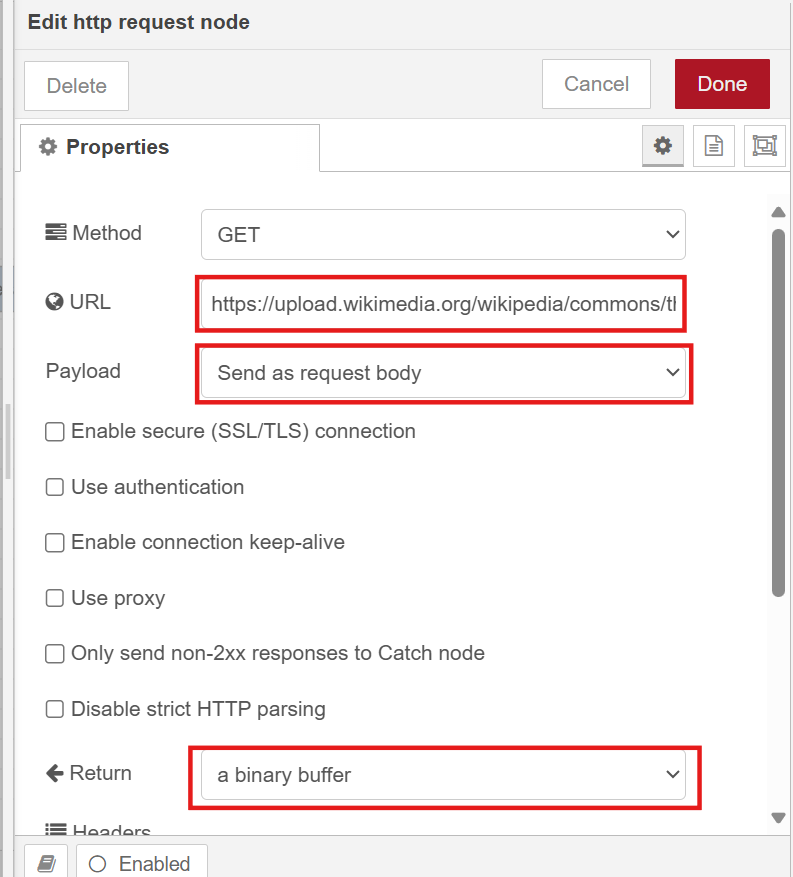 Edit http request node
Delete
Cancel
Done
Properties
Method
GET
URL
https://upload.wikimedia.org/wikipedia/commons/tl
Payload
Send as request body
Enable secure (SSL/TLS) connection
Use authentication
Enable connection keep-alive
Use proxy
Only send non-2xx responses to Catch node
Disable strict HTTP parsing
Return
a binary buffer
Headers
Enabled